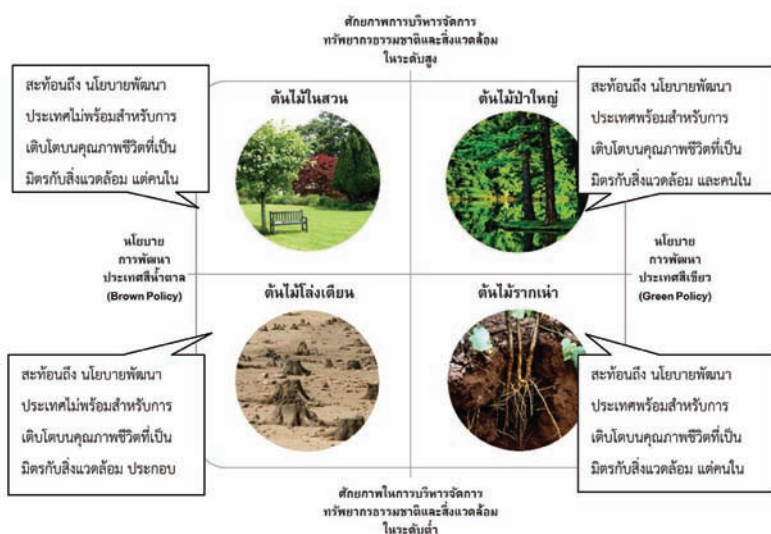 ศักยภาพการบริหารจัดการ
ทรัพยากรธรรมชาติและสิ่งแวดล้อม
ในระดับสูง
สะท้อนถึง นโยบายพัฒนา
ประเทศไม่พร้อมสำหรับการ
เติบโตบนคุณภาพชีวิตที่เป็น
มิตรกับสิ่งแวดล้อม แต่คนใน
ต้นไม้ในสวน
ต้นไม้ป่าใหญ่
สะท้อนถึง นโยบายพัฒนา
ประเทศพร้อมสำหรับการ
เติบโตบนคุณภาพชีวิตที่เป็น
มิตรกับสิ่งแวดล้อม และคนใน
นโยบาย
การพัฒนา
ประเทศสีน้ำตาล
(Brown Policy)
นโยบาย
การพัฒนา
ประเทศสีเขียว
(Green Policy)
ต้นไม้โล่งเตียน
ต้นไม้รากเน่า
สะท้อนถึง นโยบายพัฒนา
ประเทศไม่พร้อมสำหรับการ
เติบโตบนคุณภาพชีวิตที่เป็น
มิตรกับสิ่งแวดล้อม ประกอบ
สะท้อนถึง นโยบายพัฒนา
ประเทศพร้อมสำหรับการ
เติบโตบนคุณภาพชีวิตที่เป็น
มิตรกับสิ่งแวดล้อม แต่คนใน
ศักยภาพในการบริหารจัดการ
ทรัพยากรธรรมชาติและสิ่งแวดล้อม
ในระดับต่ำ